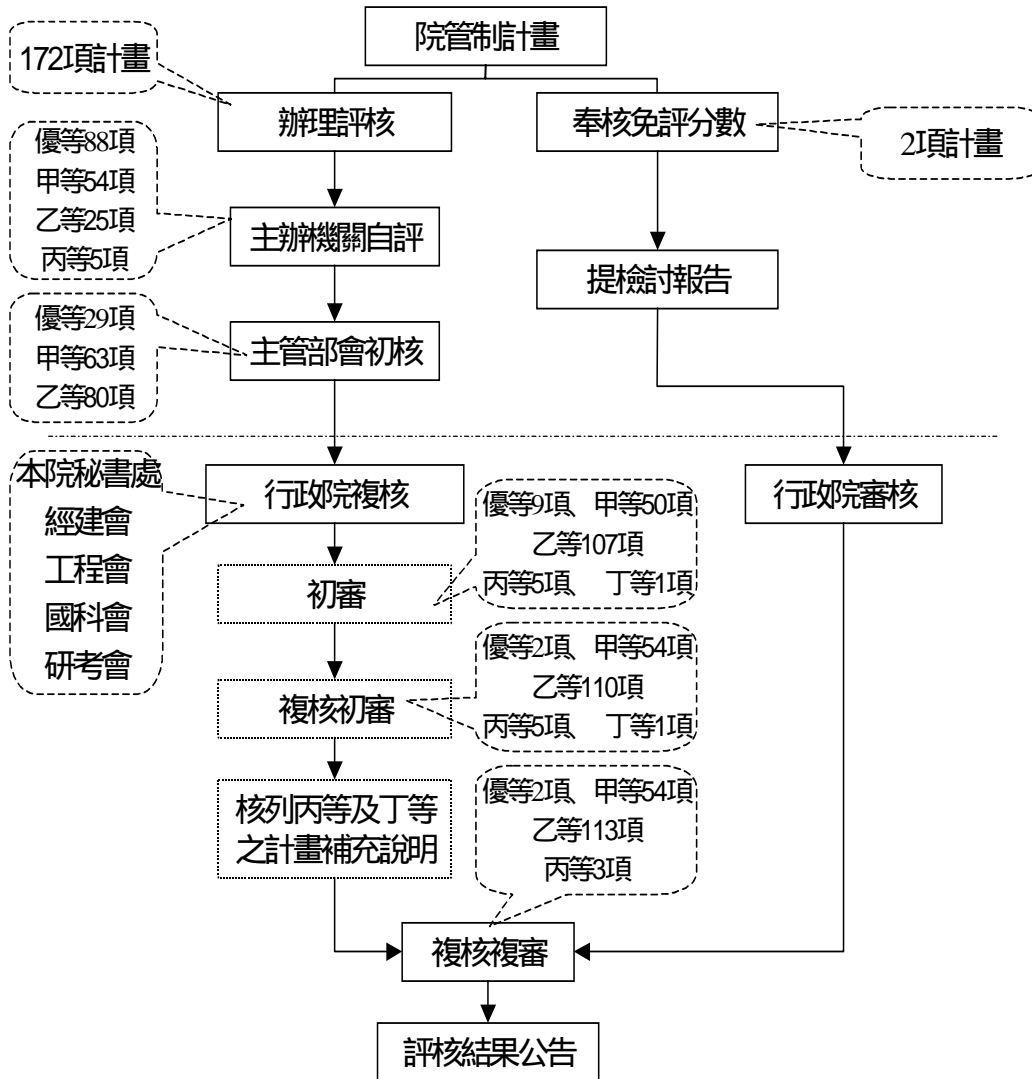 院管制計畫
172項計畫
辦理評核
奉核免評分數
2項計畫
優等88項
甲等54項
乙等25項
丙等5項
主辦機關自評
提檢討報告
優等29項
甲等63項
乙等80項
主管部會初核
本院秘書處
經建會
工程會
國科會
研考會
行政院複核
行政院審核
優等9項、甲等50項
乙等107項
丙等5項、丁等1項
初審
優等2項、甲等54項
乙等110項
丙等5項、丁等1項
複核初審
核列丙等及丁等
之計畫補充說明
優等2項、甲等54項
乙等113項
丙等3項
複核複審
評核結果公告